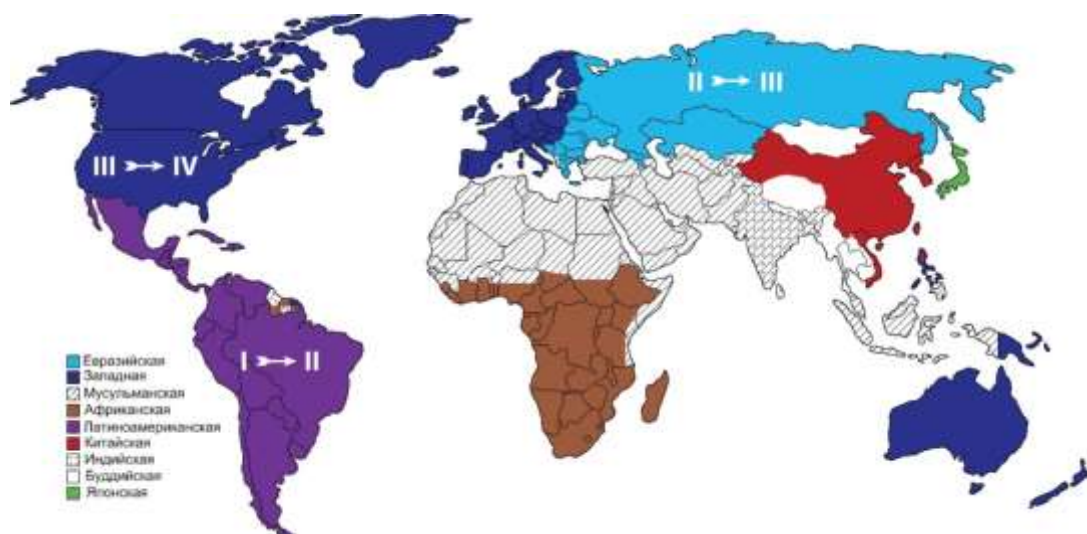 II ➻ III
III ➻ IV
I ➻ II
Евразийская
Западная
Мусульманская
Африканская
Латиноамериканская
Китайская
Индийская
Буддийская
Японская